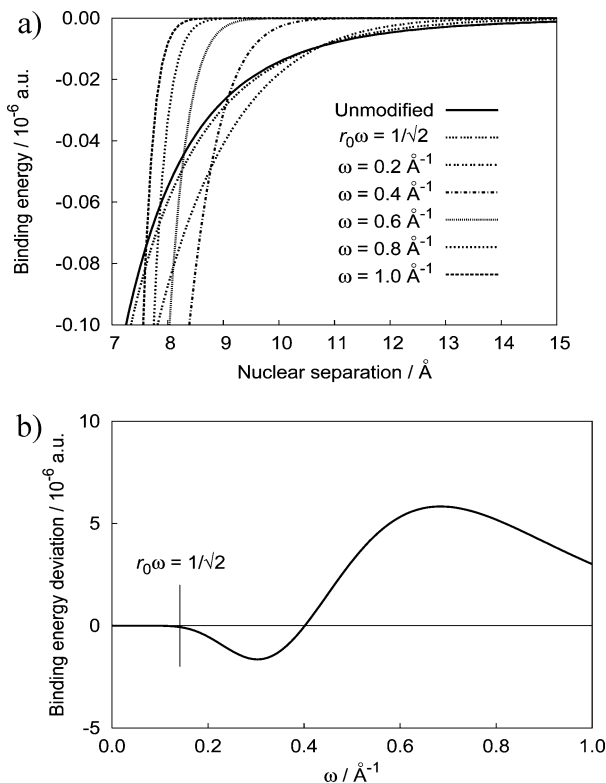 a)
0.00
-0.02
-0.04
-0.06
-0.08
-0.10
Binding energy / 10⁻⁶ a.u.
Unmodified
r₀ω = 1/√2
ω = 0.2 Å⁻¹
ω = 0.4 Å⁻¹
ω = 0.6 Å⁻¹
ω = 0.8 Å⁻¹
ω = 1.0 Å⁻¹
7 8 9 10 11 12 13 14 15
Nuclear separation / Å
b)
10
5
0
-5
Binding energy deviation / 10⁻⁶ a.u.
r₀ω = 1/√2
0.0 0.2 0.4 0.6 0.8 1.0
ω / Å⁻¹